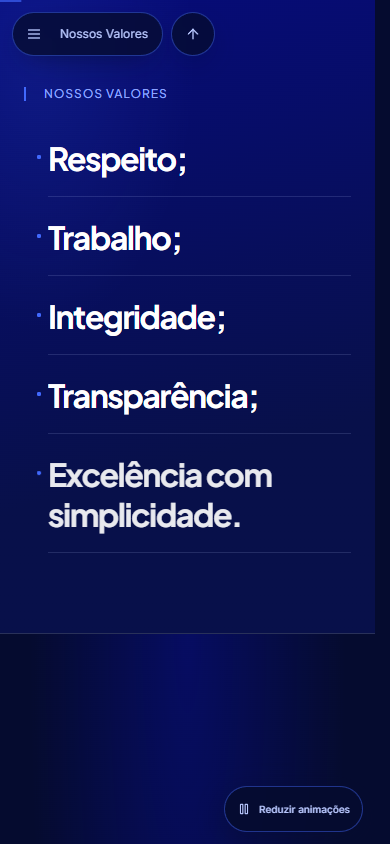 Nossos Valores
NOSSOS VALORES
Respeito;
Trabalho;
Integridade;
Transparência;
Excelência com
simplicidade.
Reduzir animações